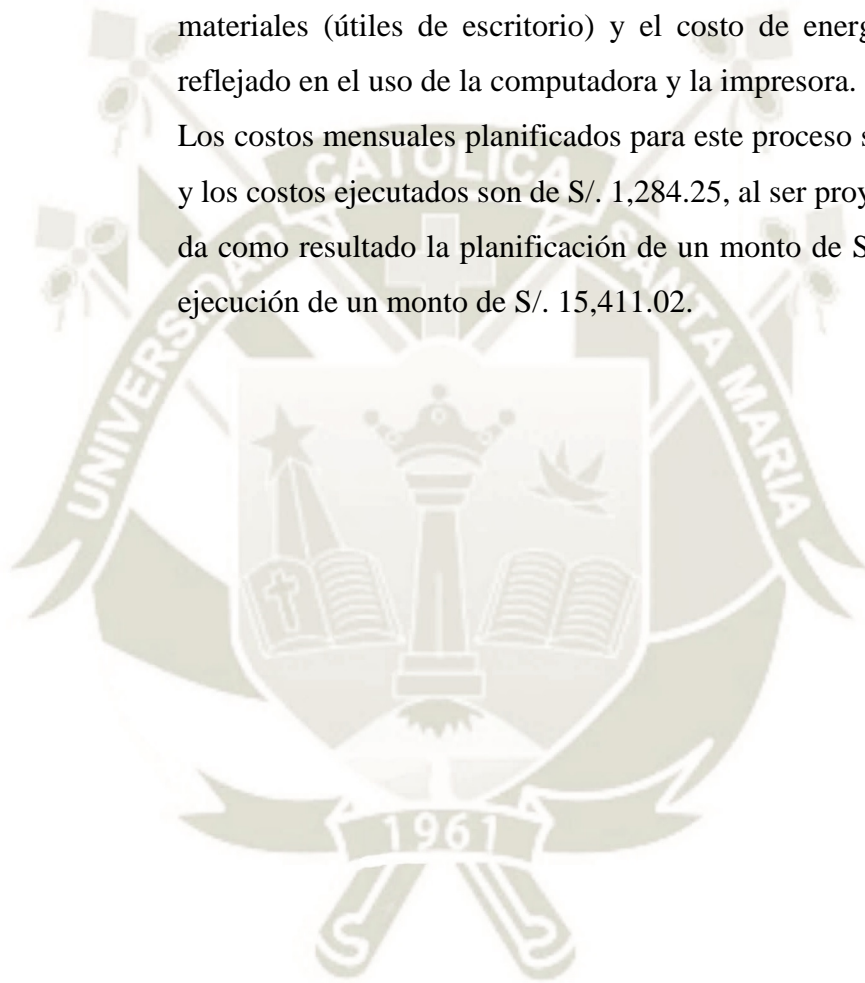 materiales (útiles de escritorio) y el costo de energ
reflejado en el uso de la computadora y la impresora.
Los costos mensuales planificados para este proceso s
y los costos ejecutados son de S/. 1,284.25, al ser proy
da como resultado la planificación de un monto de S
ejecución de un monto de S/. 15,411.02.
UNIVERSIDAD CATOLICA SANTA MARIA
1961